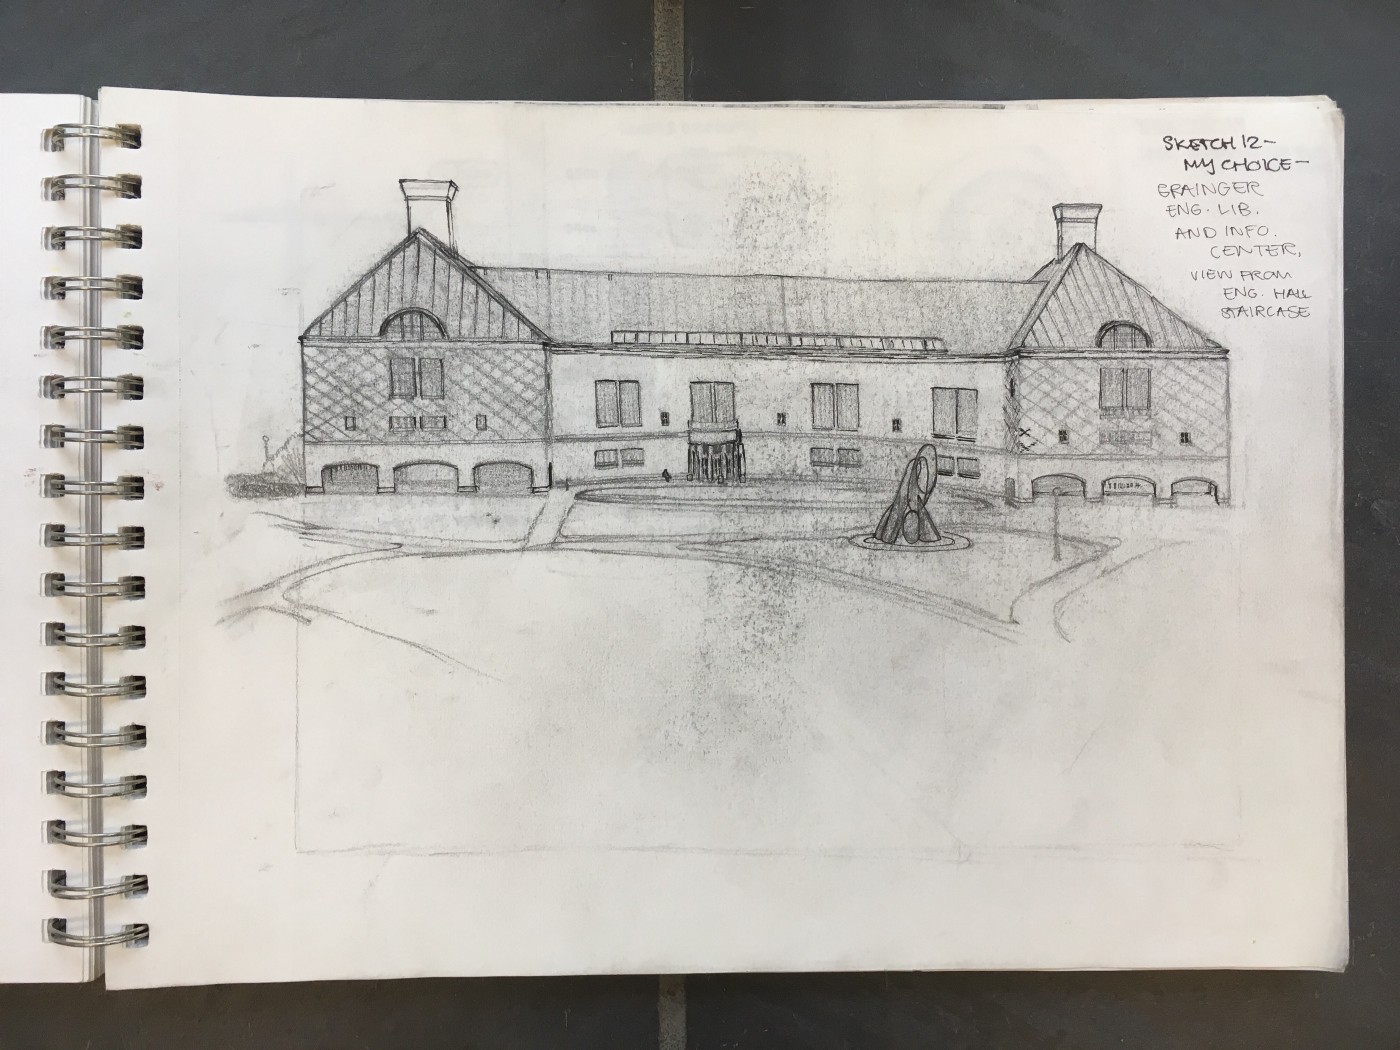 SKETCH 12-
MY CHOICE-
GRAINGER
ENG. LIB.
AND INFO.
CENTER,
VIEW FROM
ENG. HALL
STAIRCASE